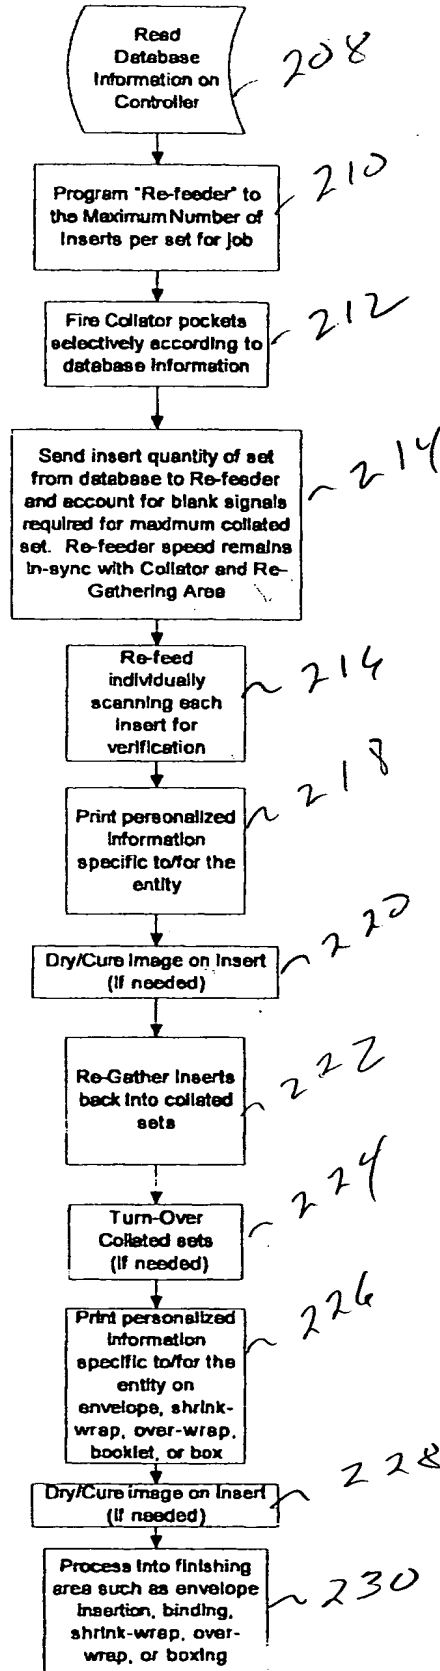 Read
Database
Information on
Controller
208
Program "Re-feeder" to
the Maximum Number of
Inserts per set for job
210
Fire Collator pockets
selectively according to
database information
212
Send insert quantity of set
from database to Re-feeder
and account for blank signals
required for maximum collated
set. Re-feeder speed remains
in-sync with Collator and Re-
Gathering Area
214
Re-feed
individually
scanning each
insert for
verification
216
Print personalized
information
specific to/for the
entity
218
Dry/Cure image on Insert
(if needed)
220
Re-Gather Inserts
back into collated
sets
222
Turn-Over
Collated sets
(if needed)
224
Print personalized
information
specific to/for the
entity on
envelope, shrink-
wrap, over-wrap,
booklet, or box
226
Dry/Cure image on Insert
(if needed)
228
Process into finishing
area such as envelope
insertion, binding,
shrink-wrap, over-
wrap, or boxing
230